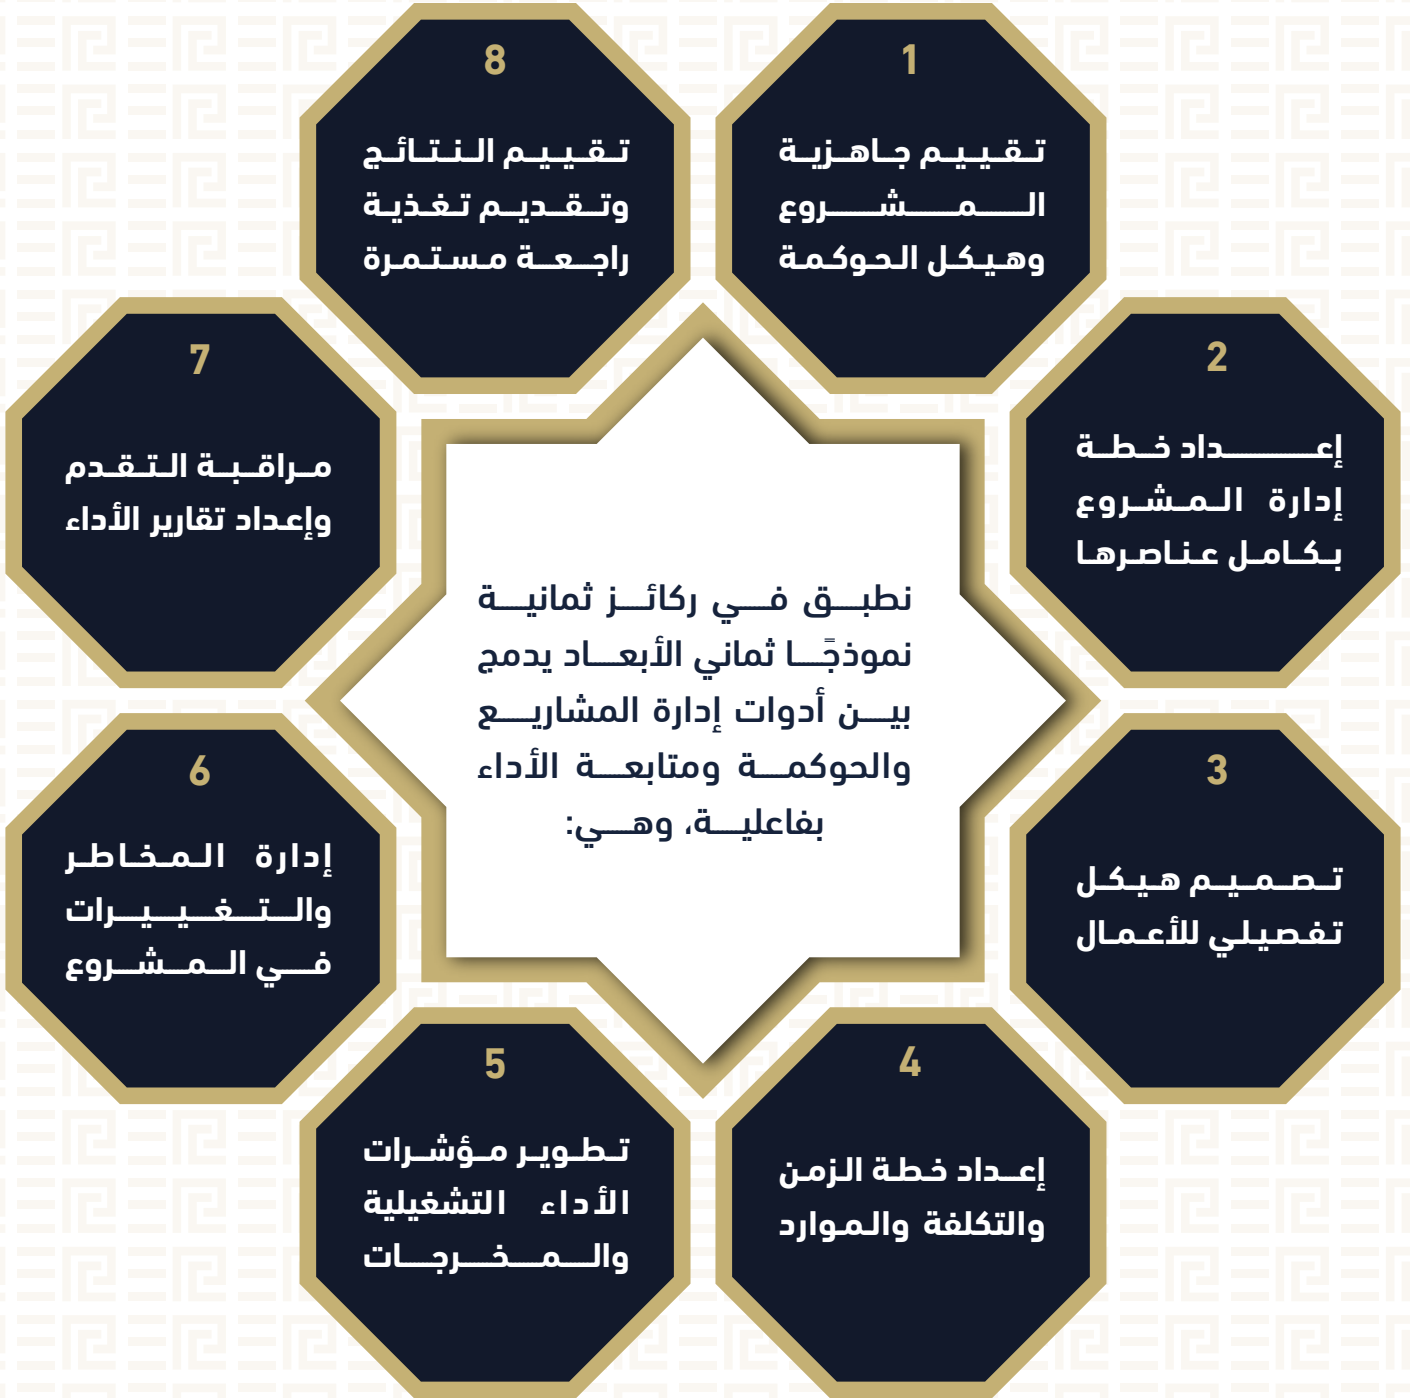 نطبق في ركائز ثمانية
نموذجًا ثماني الأبعاد يدمج
بين أدوات إدارة المشاريع
والحوكمة ومتابعة الأداء
بفاعلية، وهي:
1
تقييم جاهزية
المشروع
وهيكل الحوكمة
2
إعداد خطة
إدارة المشروع
بكامل عناصرها
3
تصميم هيكل
تفصيلي للأعمال
4
إعداد خطة الزمن
والتكلفة والموارد
5
تطوير مؤشرات
الأداء التشغيلية
والمخرجات
6
إدارة المخاطر
والتغييرات
في المشروع
7
مراقبة التقدم
وإعداد تقارير الأداء
8
تقييم النتائج
وتقديم تغذية
راجعة مستمرة